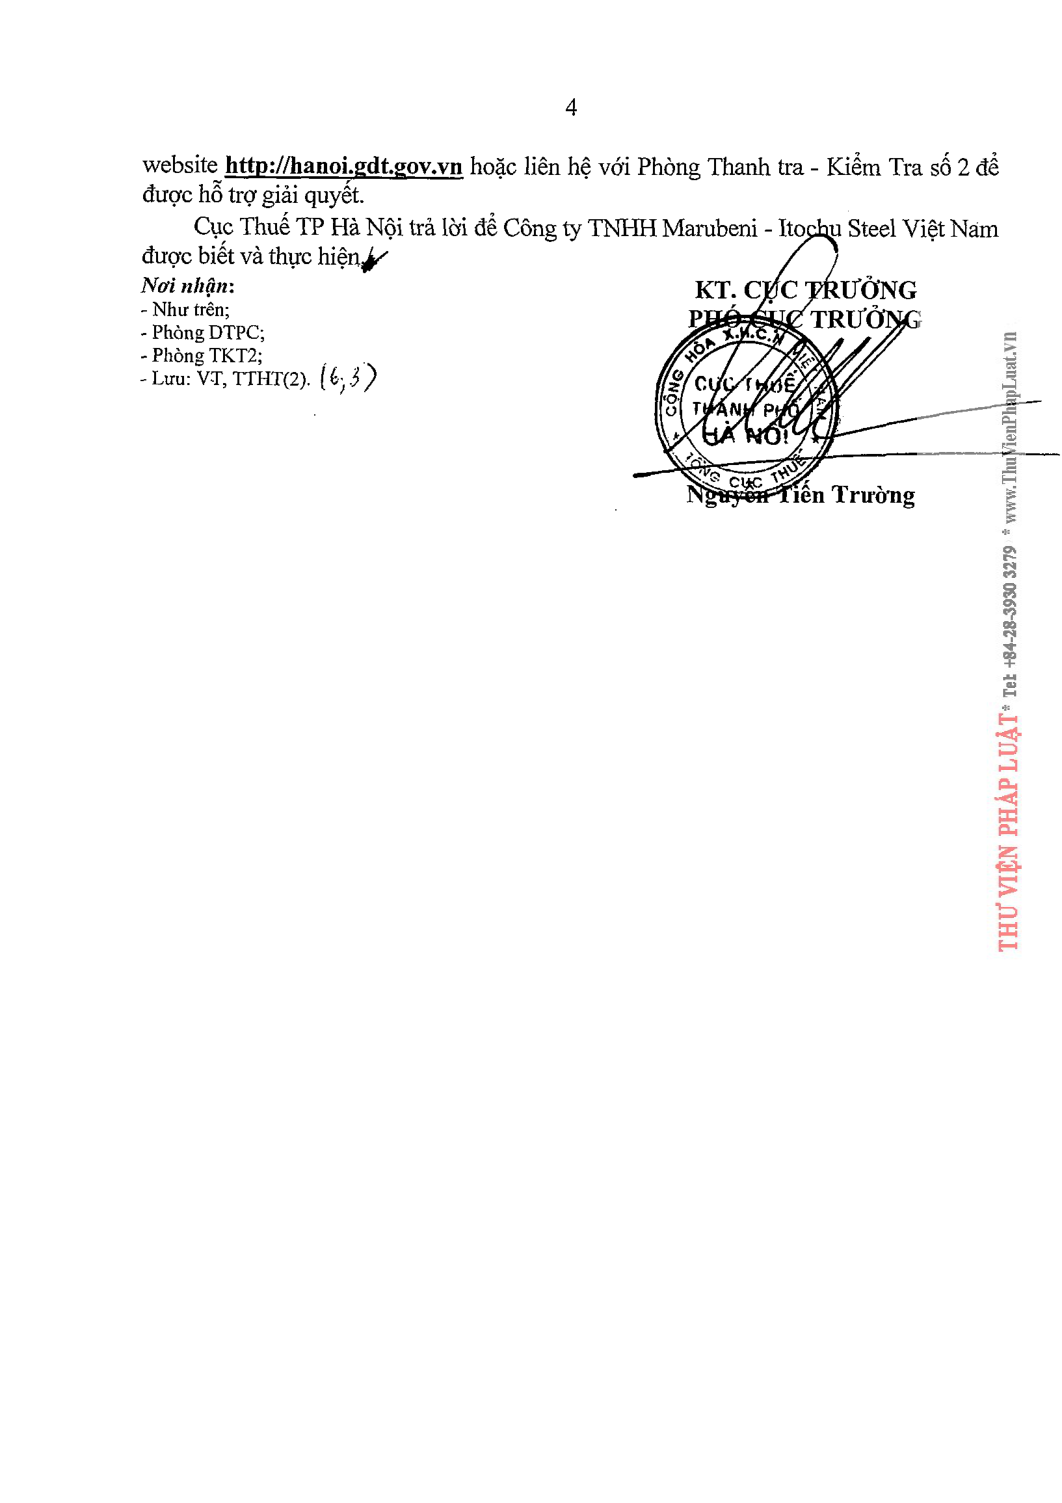 4
website http://hanoi.gdt.gov.vn hoặc liên hệ với Phòng Thanh tra - Kiểm Tra số 2 để
được hỗ trợ giải quyết.
Cục Thuế TP Hà Nội trả lời để Công ty TNHH Marubeni - Itochu Steel Việt Nam
được biết và thực hiện.
Nơi nhận:
- Như trên;
- Phòng DTPC;
- Phòng TKT2;
- Lưu: VT, TTHT(2). (6,3)
KT. CỤC TRƯỞNG
PHÓ CỤC TRƯỞNG
CỘNG HÒA X.H.C.N VIỆT NAM
CỤC THUẾ
THÀNH PHỐ
HÀ NỘI
TỔNG CỤC THUẾ
Nguyễn Tiến Trường
THƯ VIỆN PHÁP LUẬT * Tel: +84-28-3930 3279 * www.ThuVienPhapLuat.vn